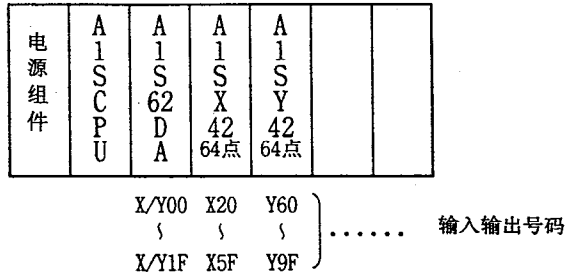 电源组件
A1SCPU
A1S62DA
A1SX42
64点
A1SY42
64点
X/Y00 X20 Y60
∫ ∫ ∫ ...... 输入输出号码
X/Y1F X5F Y9F